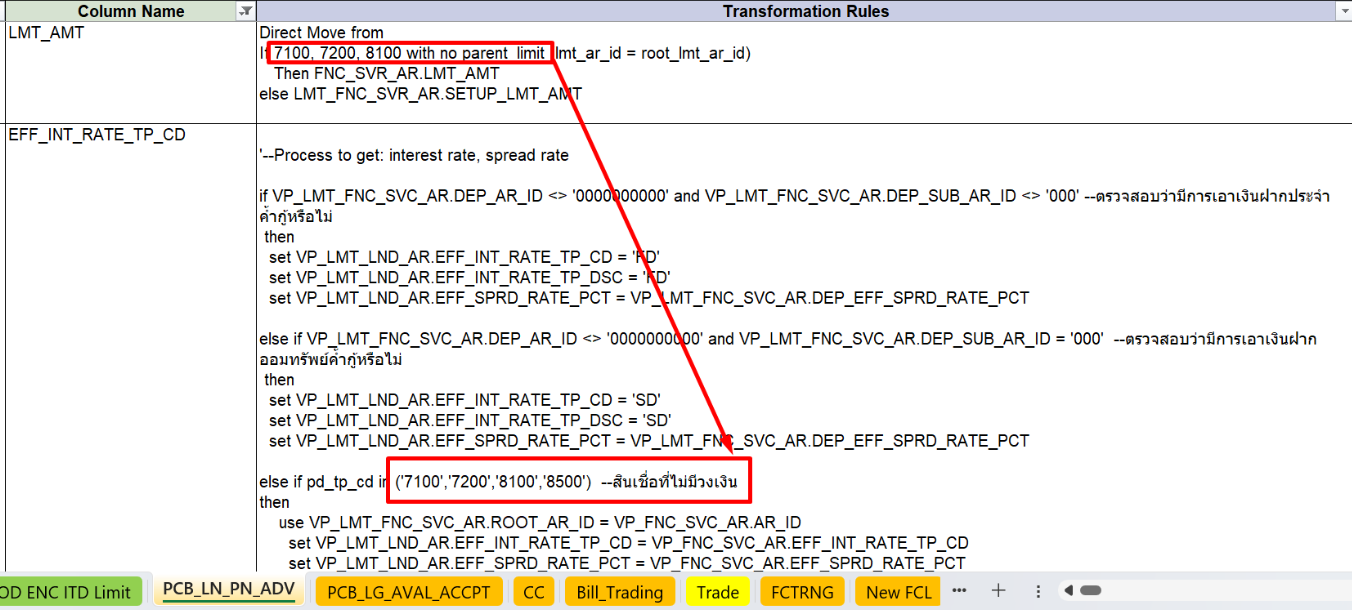 Column Name
Transformation Rules
LMT_AMT
Direct Move from
If 7100, 7200, 8100 with no parent limit lmt_ar_id = root_lmt_ar_id)
Then FNC_SVR_AR.LMT_AMT
else LMT_FNC_SVR_AR.SETUP_LMT_AMT
EFF_INT_RATE_TP_CD
'--Process to get: interest rate, spread rate
if VP_LMT_FNC_SVC_AR.DEP_AR_ID <> '0000000000' and VP_LMT_FNC_SVC_AR.DEP_SUB_AR_ID <> '000' --ตรวจสอบว่ามีการเอาเงินฝากประจำ
ค้ำกู้หรือไม่
then
set VP_LMT_LND_AR.EFF_INT_RATE_TP_CD = 'FD'
set VP_LMT_LND_AR.EFF_INT_RATE_TP_DSC = 'FD'
set VP_LMT_LND_AR.EFF_SPRD_RATE_PCT = VP_LMT_FNC_SVC_AR.DEP_EFF_SPRD_RATE_PCT
else if VP_LMT_FNC_SVC_AR.DEP_AR_ID <> '0000000000' and VP_LMT_FNC_SVC_AR.DEP_SUB_AR_ID = '000' --ตรวจสอบว่ามีการเอาเงินฝาก
ออมทรัพย์ค้ำกู้หรือไม่
then
set VP_LMT_LND_AR.EFF_INT_RATE_TP_CD = 'SD'
set VP_LMT_LND_AR.EFF_INT_RATE_TP_DSC = 'SD'
set VP_LMT_LND_AR.EFF_SPRD_RATE_PCT = VP_LMT_FNC_SVC_AR.DEP_EFF_SPRD_RATE_PCT
else if pd_tp_cd in ('7100','7200','8100','8500') --สินเชื่อที่ไม่มีวงเงิน
then
use VP_LMT_FNC_SVC_AR.ROOT_AR_ID = VP_FNC_SVC_AR.AR_ID
set VP_LMT_LND_AR.EFF_INT_RATE_TP_CD = VP_FNC_SVC_AR.EFF_INT_RATE_TP_CD
set VP_LMT_LND_AR.EFF_SPRD_RATE_PCT = VP_FNC_SVC_AR.EFF_SPRD_RATE_PCT
OD ENC ITD Limit
PCB_LN_PN_ADV
PCB_LG_AVAL_ACCPT
CC
Bill_Trading
Trade
FCTRNG
New FCL